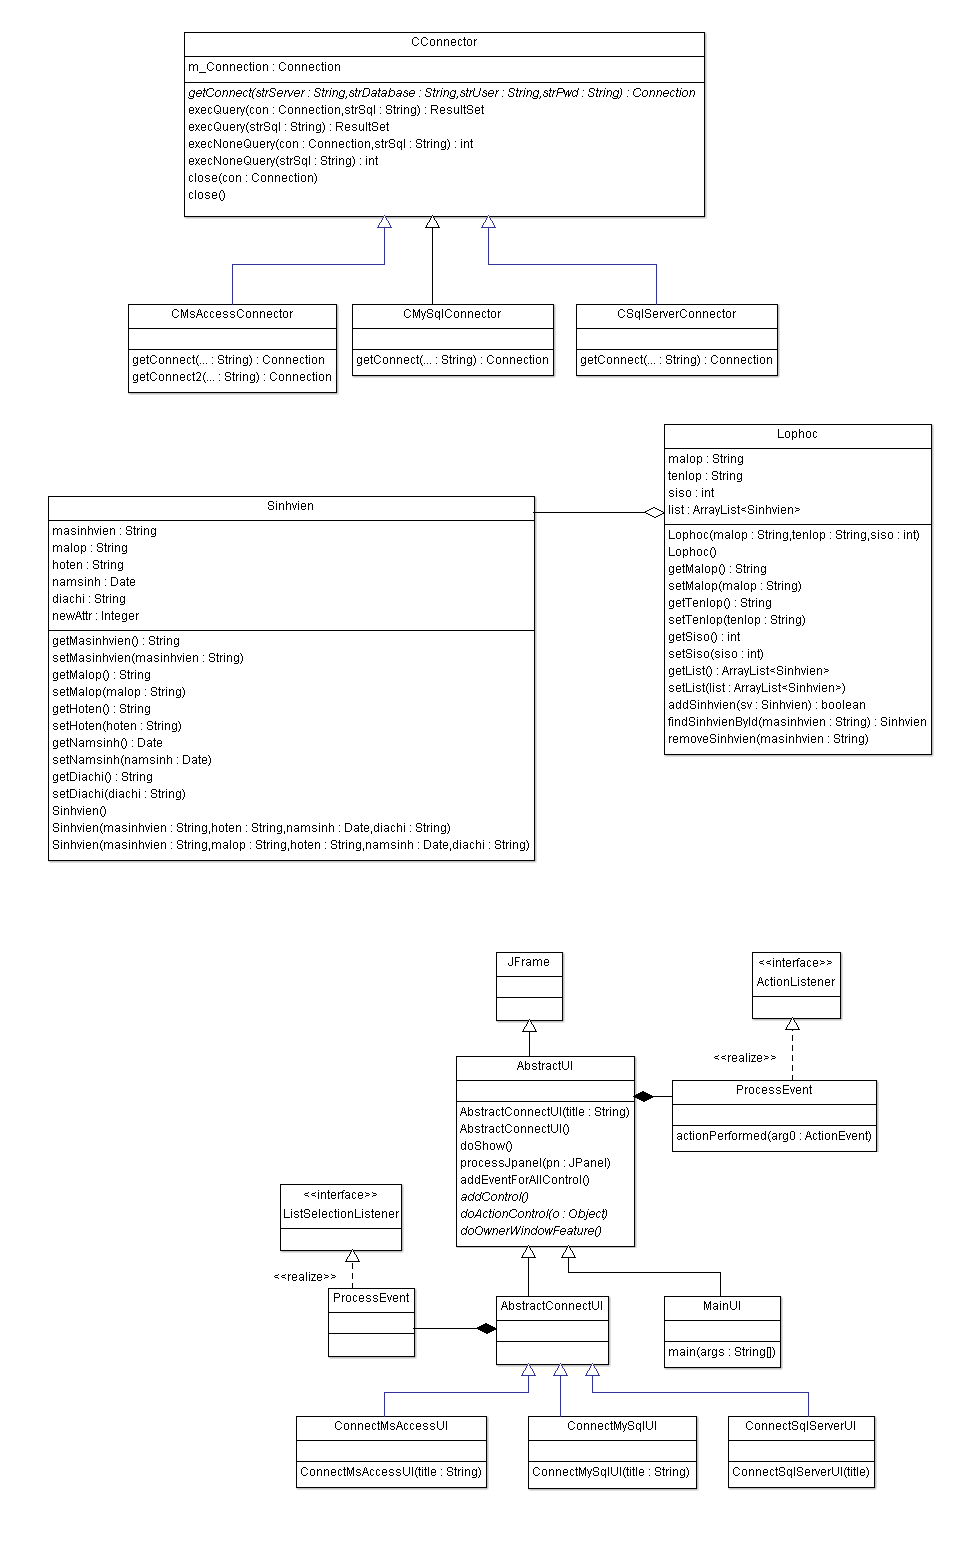 CConnector
m_Connection : Connection
getConnect(strServer : String,strDatabase : String,strUser : String,strPwd : String) : Connection
execQuery(con : Connection,strSql : String) : ResultSet
execQuery(strSql : String) : ResultSet
execNoneQuery(con : Connection,strSql : String) : int
execNoneQuery(strSql : String) : int
close(con : Connection)
close()
CMsAccessConnector
getConnect(... : String) : Connection
getConnect2(... : String) : Connection
CMySqlConnector
getConnect(... : String) : Connection
CSqlServerConnector
getConnect(... : String) : Connection
Lophoc
malop : String
tenlop : String
siso : int
list : ArrayList<Sinhvien>
Lophoc(malop : String,tenlop : String,siso : int)
Lophoc()
getMalop() : String
setMalop(malop : String)
getTenlop() : String
setTenlop(tenlop : String)
getSiso() : int
setSiso(siso : int)
getList() : ArrayList<Sinhvien>
setList(list : ArrayList<Sinhvien>)
addSinhvien(sv : Sinhvien) : boolean
findSinhvienById(masinhvien : String) : Sinhvien
removeSinhvien(masinhvien : String)
Sinhvien
masinhvien : String
malop : String
hoten : String
namsinh : Date
diachi : String
newAttr : Integer
getMasinhvien() : String
setMasinhvien(masinhvien : String)
getMalop() : String
setMalop(malop : String)
getHoten() : String
setHoten(hoten : String)
getNamsinh() : Date
setNamsinh(namsinh : Date)
getDiachi() : String
setDiachi(diachi : String)
Sinhvien()
Sinhvien(masinhvien : String,hoten : String,namsinh : Date,diachi : String)
Sinhvien(masinhvien : String,malop : String,hoten : String,namsinh : Date,diachi : String)
JFrame
<<interface>>
ActionListener
<<realize>>
AbstractUI
AbstractConnectUI(title : String)
AbstractConnectUI()
doShow()
processJpanel(pn : JPanel)
addEventForAllControl()
addControl()
doActionControl(o : Object)
doOwnerWindowFeature()
ProcessEvent
actionPerformed(arg0 : ActionEvent)
<<interface>>
ListSelectionListener
<<realize>>
ProcessEvent
AbstractConnectUI
MainUI
main(args : String[])
ConnectMsAccessUI
ConnectMsAccessUI(title : String)
ConnectMySqlUI
ConnectMySqlUI(title : String)
ConnectSqlServerUI
ConnectSqlServerUI(title)